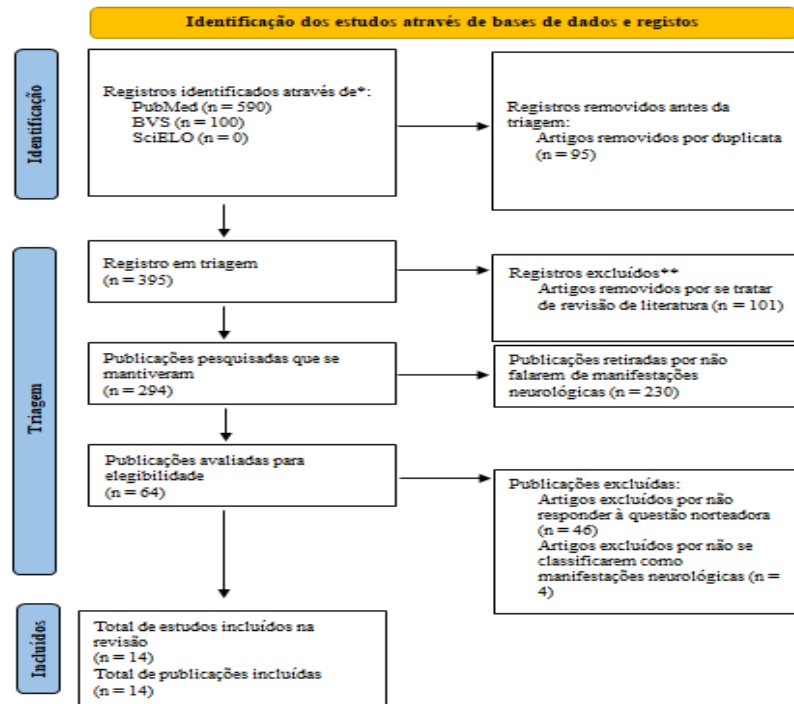 Identificação dos estudos através de bases de dados e registos
Identificação
Registros identificados através de*:
PubMed (n = 590)
BVS (n = 100)
SciELO (n = 0)
Registros removidos antes da
triagem:
Artigos removidos por duplicata
(n = 95)
Triagem
Registro em triagem
(n = 395)
Registros excluídos**
Artigos removidos por se tratar
de revisão de literatura (n = 101)
Publicações pesquisadas que se
mantiveram
(n = 294)
Publicações retiradas por não
falarem de manifestações
neurológicas (n = 230)
Publicações avaliadas para
elegibilidade
(n = 64)
Publicações excluídas:
Artigos excluídos por não
responder à questão norteadora
(n = 46)
Artigos excluídos por não se
classificarem como
manifestações neurológicas (n =
4)
Incluídos
Total de estudos incluídos na
revisão
(n = 14)
Total de publicações incluídas
(n = 14)